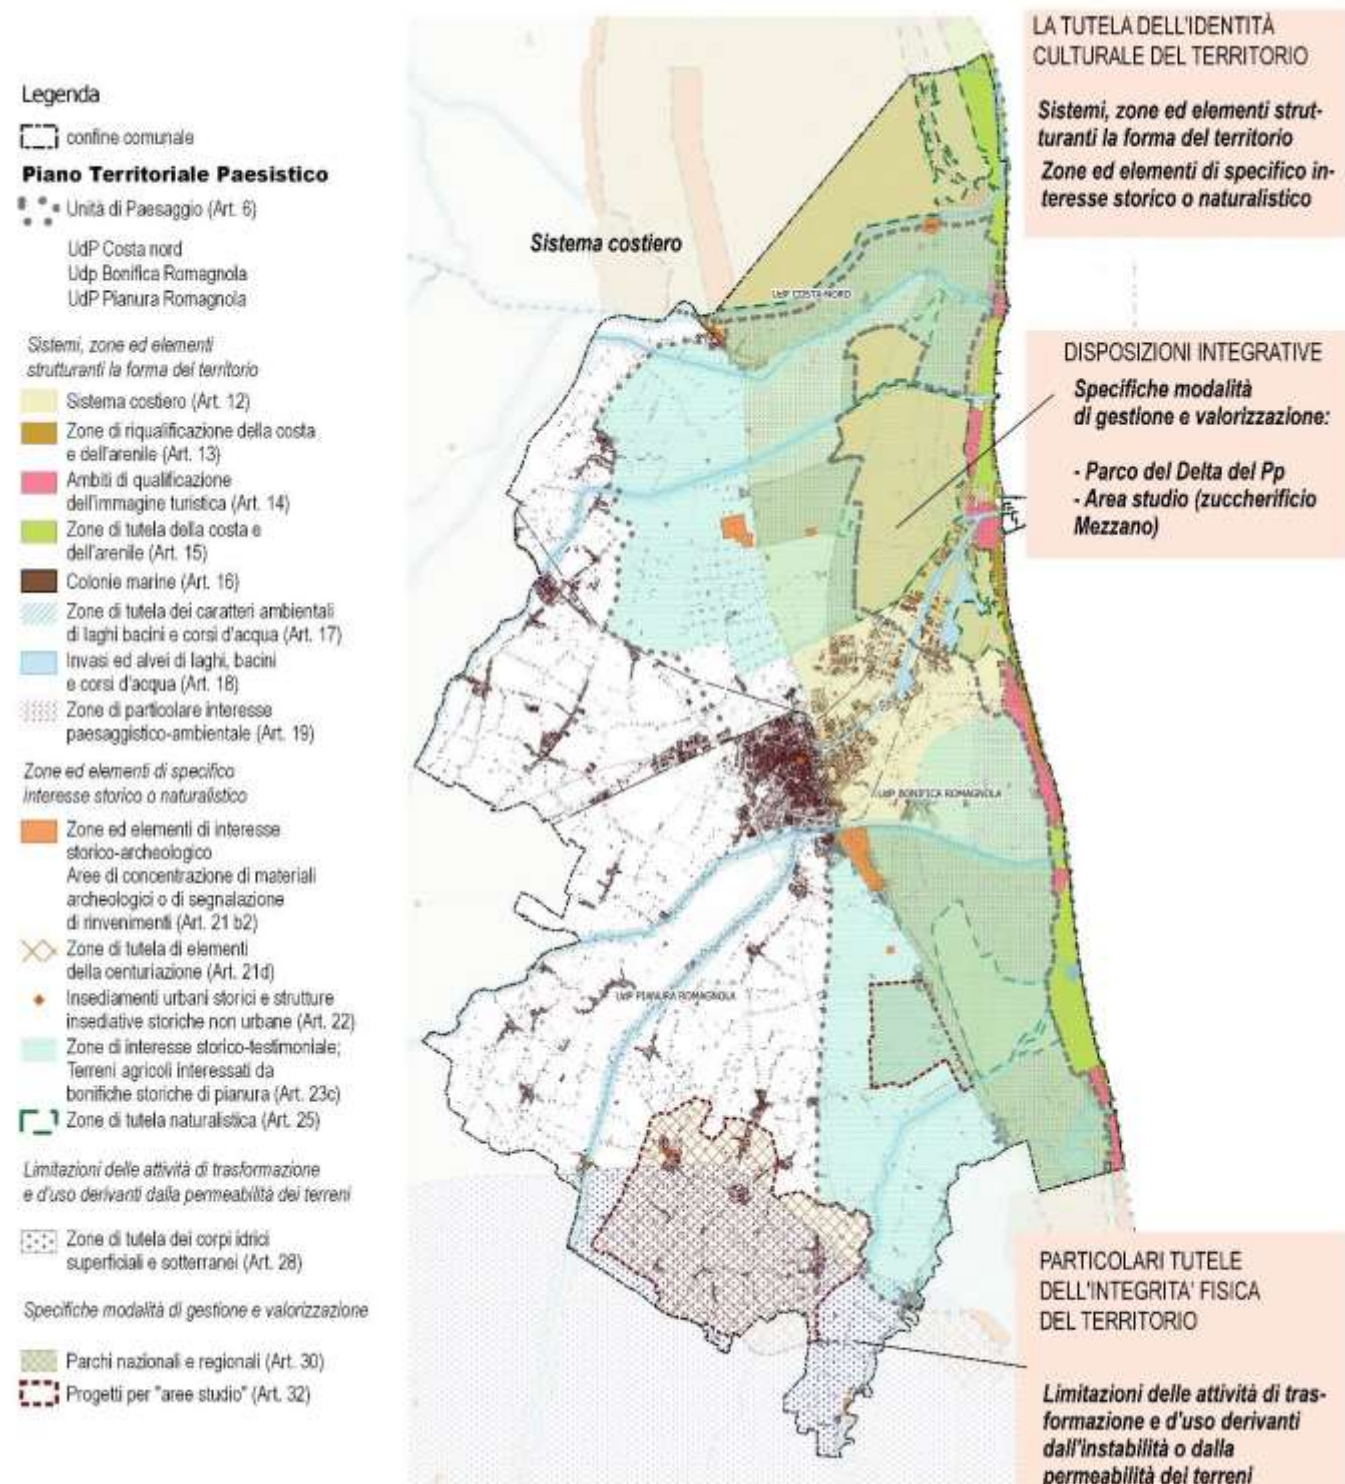 Legenda
confine comunale
Piano Territoriale Paesistico
Unità di Paesaggio (Art. 6)
UdP Costa nord
Udp Bonifica Romagnola
UdP Pianura Romagnola
Sistemi, zone ed elementi
strutturanti la forma del territorio
Sistema costiero (Art. 12)
Zone di riqualificazione della costa
e dell'arenile (Art. 13)
Ambiti di qualificazione
dell'immagine turistica (Art. 14)
Zone di tutela della costa e
dell'arenile (Art. 15)
Colonie marine (Art. 16)
Zone di tutela dei caratteri ambientali
di laghi bacini e corsi d'acqua (Art. 17)
Invasi ed alvei di laghi, bacini
e corsi d'acqua (Art. 18)
Zone di particolare interesse
paesaggistico-ambientale (Art. 19)
Zone ed elementi di specifico
interesse storico o naturalistico
Zone ed elementi di interesse
storico-archeologico
Aree di concentrazione di materiali
archeologici o di segnalazione
di rinvenimenti (Art. 21 b2)
Zone di tutela di elementi
della centuriazione (Art. 21d)
Insediamenti urbani storici e strutture
insediative storiche non urbane (Art. 22)
Zone di interesse storico-testimoniale;
Terreni agricoli interessati da
bonifiche storiche di pianura (Art. 23c)
Zone di tutela naturalistica (Art. 25)
Limitazioni delle attività di trasformazione
e d'uso derivanti dalla permeabilità dei terreni
Zone di tutela dei corpi idrici
superficiali e sotterranei (Art. 28)
Specifiche modalità di gestione e valorizzazione
Parchi nazionali e regionali (Art. 30)
Progetti per "aree studio" (Art. 32)
Sistema costiero
UdP COSTA NORD
UdP BONIFICA ROMAGNOLA
UdP PIANURA ROMAGNOLA
LA TUTELA DELL'IDENTITÀ
CULTURALE DEL TERRITORIO
Sistemi, zone ed elementi strut-
turanti la forma del territorio
Zone ed elementi di specifico in-
teresse storico o naturalistico
DISPOSIZIONI INTEGRATIVE
Specifiche modalità
di gestione e valorizzazione:
- Parco del Delta del Pp
- Area studio (zuccherificio
Mezzano)
PARTICOLARI TUTELE
DELL'INTEGRITA' FISICA
DEL TERRITORIO
Limitazioni delle attività di tras-
formazione e d'uso derivanti
dall'instabilità o dalla
permeabilità dei terreni